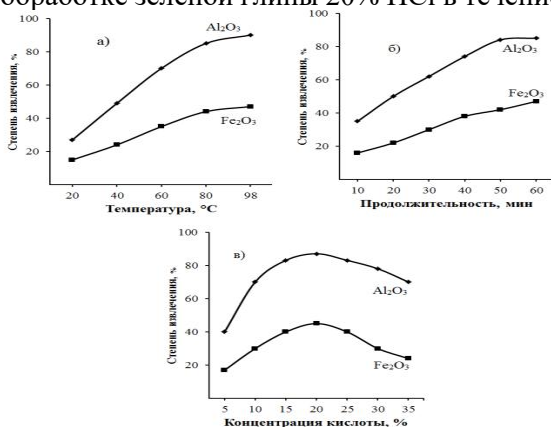 обработке зеленой глины 20% HCl в течени
а)
Степень извлечения, %
100
80
60
40
20
Al₂O₃
Fe₂O₃
20 40 60 80 98
Температура, °C
б)
Степень извлечения, %
100
80
60
40
20
Al₂O₃
Fe₂O₃
10 20 30 40 50 60
Продолжительность, мин
в)
Степень извлечения, %
100
80
60
40
20
Al₂O₃
Fe₂O₃
5 10 15 20 25 30 35
Концентрация кислоты, %